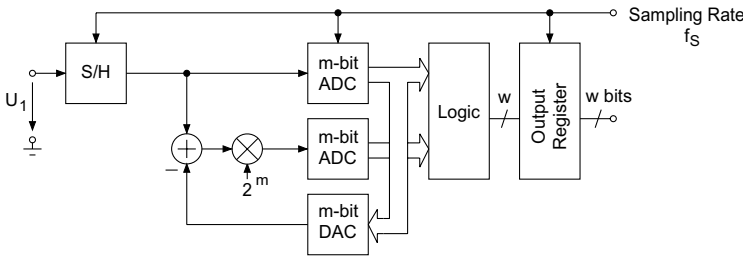 Sampling Rate
fS
S/H
m-bit
ADC
Logic
w
Output
Register
w bits
U1
+
−
2^m
m-bit
ADC
m-bit
DAC